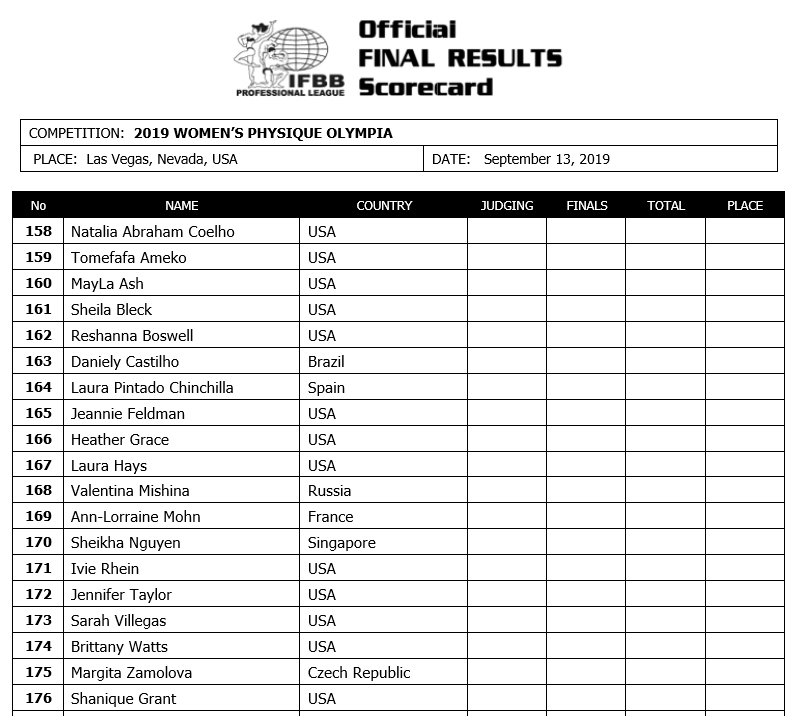 Official
FINAL RESULTS
Scorecard
IFBB
PROFESSIONAL LEAGUE
COMPETITION: 2019 WOMEN’S PHYSIQUE OLYMPIA
PLACE: Las Vegas, Nevada, USA DATE: September 13, 2019
No NAME COUNTRY JUDGING FINALS TOTAL PLACE
158 Natalia Abraham Coelho USA
159 Tomefafa Ameko USA
160 MayLa Ash USA
161 Sheila Bleck USA
162 Reshanna Boswell USA
163 Daniely Castilho Brazil
164 Laura Pintado Chinchilla Spain
165 Jeannie Feldman USA
166 Heather Grace USA
167 Laura Hays USA
168 Valentina Mishina Russia
169 Ann-Lorraine Mohn France
170 Sheikha Nguyen Singapore
171 Ivie Rhein USA
172 Jennifer Taylor USA
173 Sarah Villegas USA
174 Brittany Watts USA
175 Margita Zamolova Czech Republic
176 Shanique Grant USA